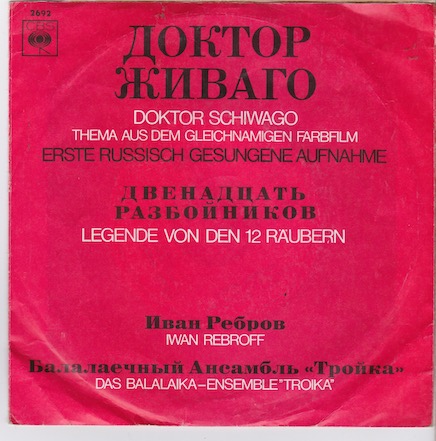 2692
CBS
ДОКТОР
ЖИВАГО
DOKTOR SCHIWAGO
THEMA AUS DEM GLEICHNAMIGEN FARBFILM
ERSTE RUSSISCH GESUNGENE AUFNAHME
ДВЕНАДЦАТЬ
РАЗБОЙНИКОВ
LEGENDE VON DEN 12 RÄUBERN
Иван Ребров
IWAN REBROFF
Балалаечный Ансамбль «Тройка»
DAS BALALAIKA-ENSEMBLE "TROIKA"